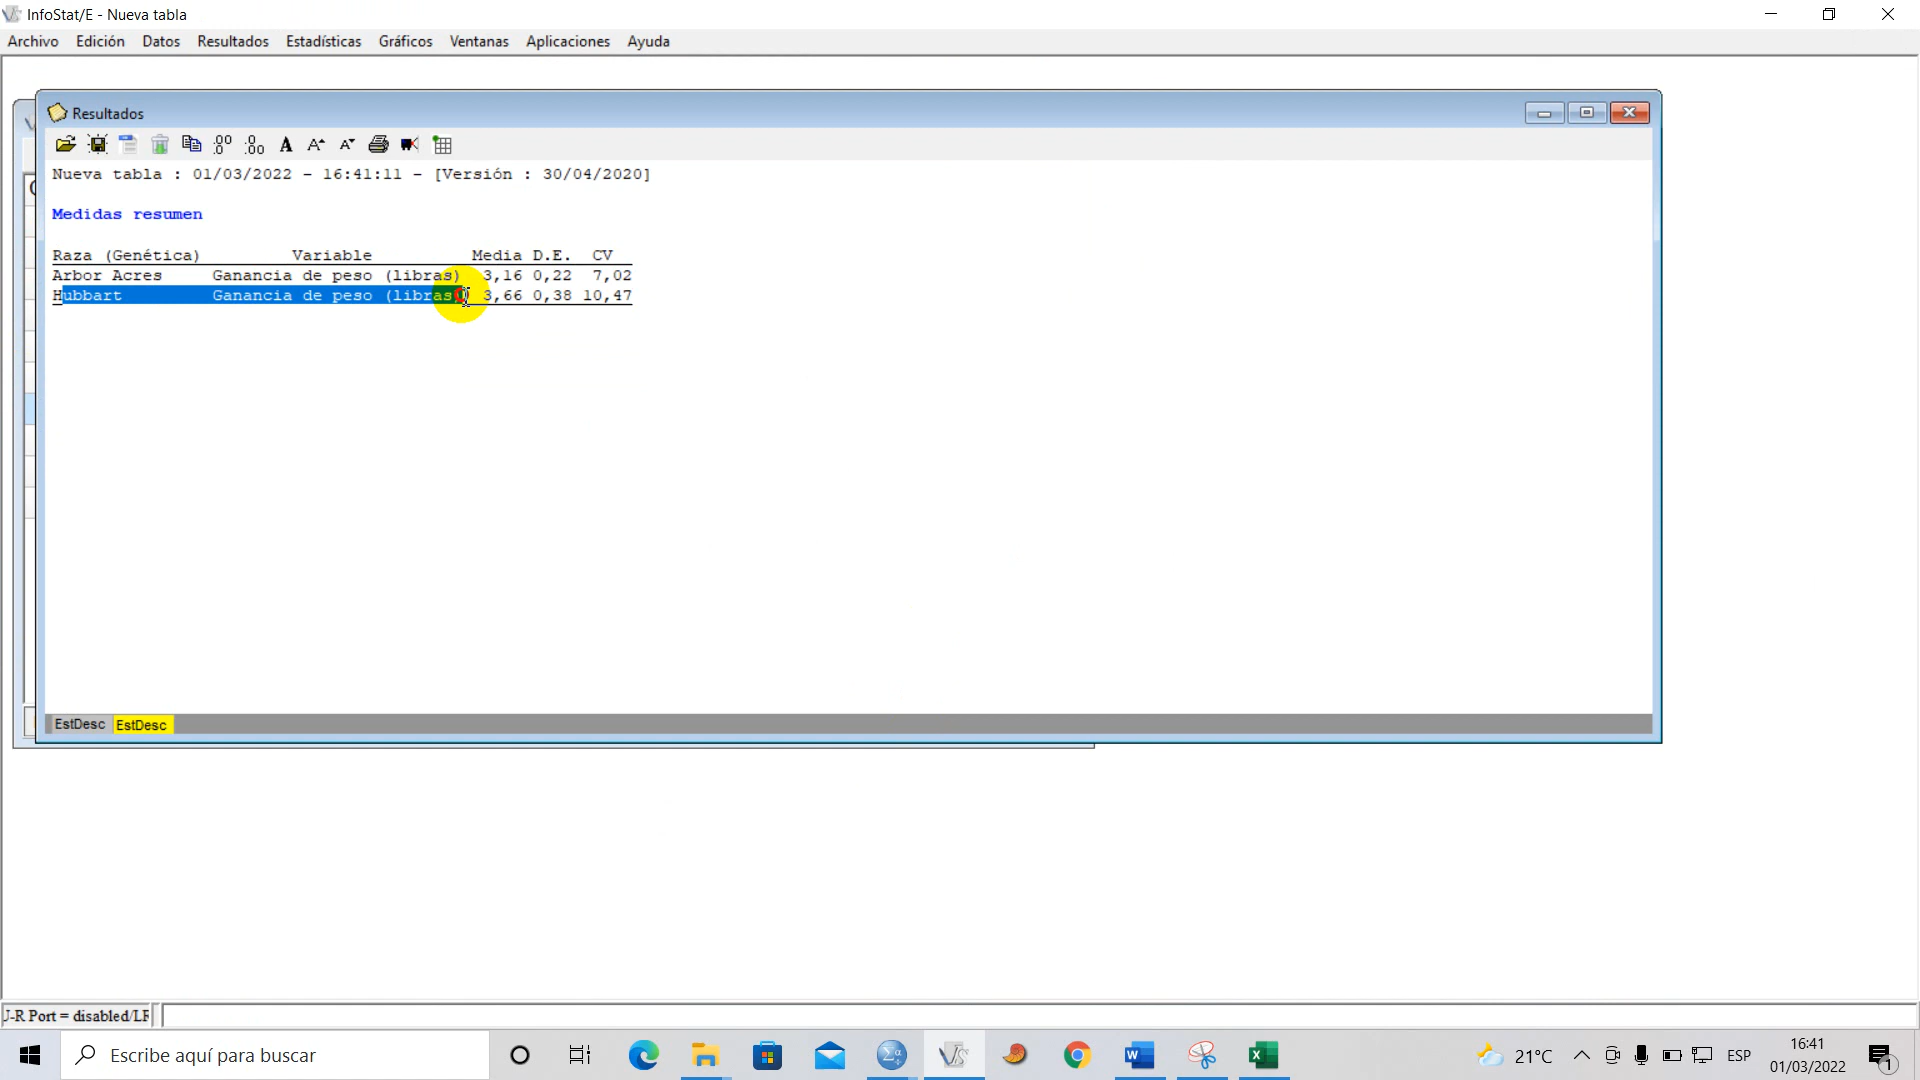 InfoStat/E - Nueva tabla
Archivo Edición Datos Resultados Estadísticas Gráficos Ventanas Aplicaciones Ayuda
Resultados
Nueva tabla : 01/03/2022 - 16:41:11 - [Versión : 30/04/2020]
Medidas resumen
Raza (Genética) Variable Media D.E. CV
Arbor Acres Ganancia de peso (libras) 3,16 0,22 7,02
Hubbart Ganancia de peso (libras) 3,66 0,38 10,47
EstDesc EstDesc
J-R Port = disabled/LF
Escribe aquí para buscar
21°C ESP
16:41
01/03/2022
1